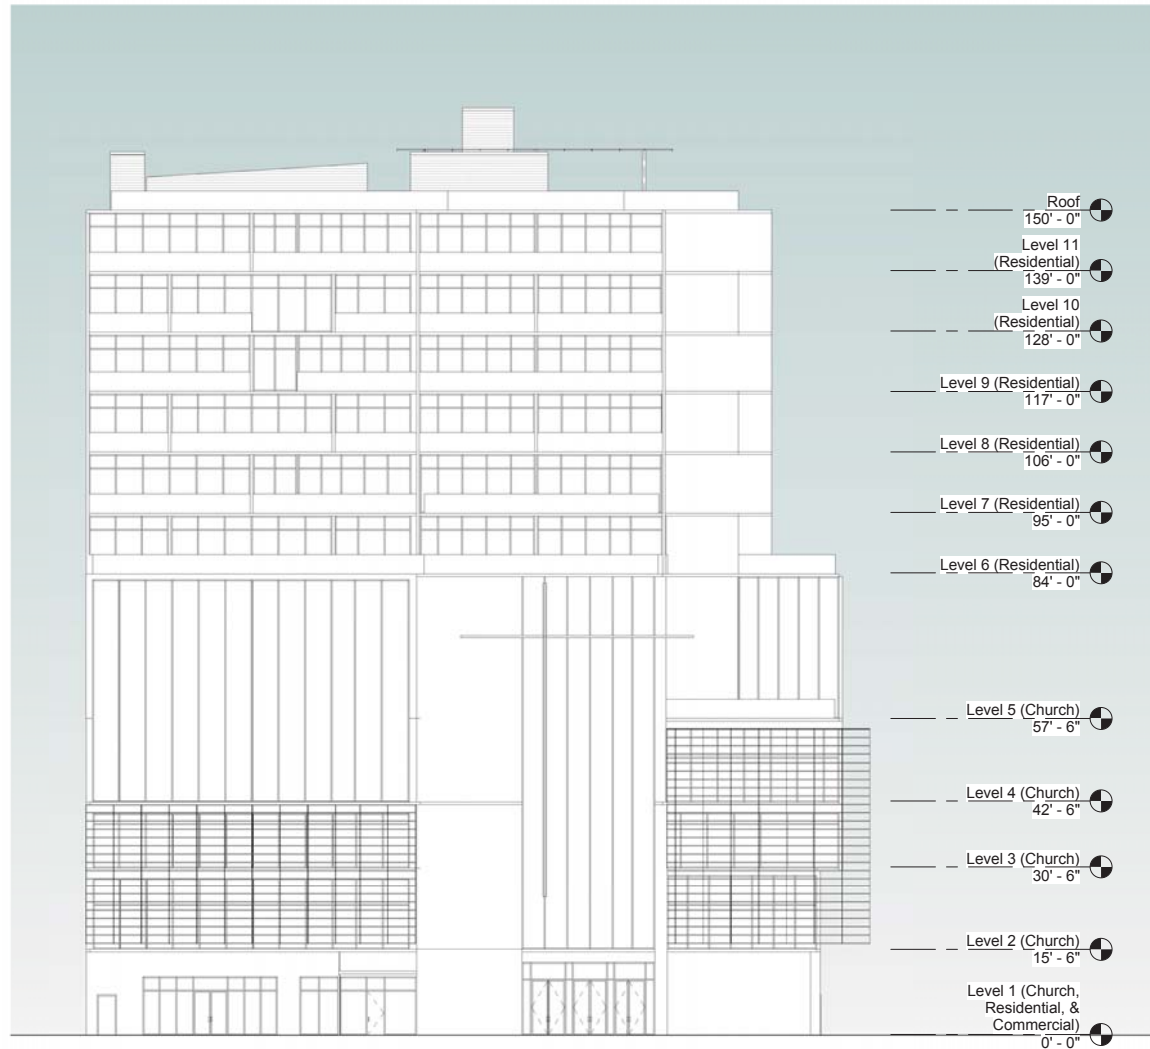 Roof
150' - 0"
Level 11
(Residential)
139' - 0"
Level 10
(Residential)
128' - 0"
Level 9 (Residential)
117' - 0"
Level 8 (Residential)
106' - 0"
Level 7 (Residential)
95' - 0"
Level 6 (Residential)
84' - 0"
Level 5 (Church)
57' - 6"
Level 4 (Church)
42' - 6"
Level 3 (Church)
30' - 6"
Level 2 (Church)
15' - 6"
Level 1 (Church,
Residential, &
Commercial)
0' - 0"